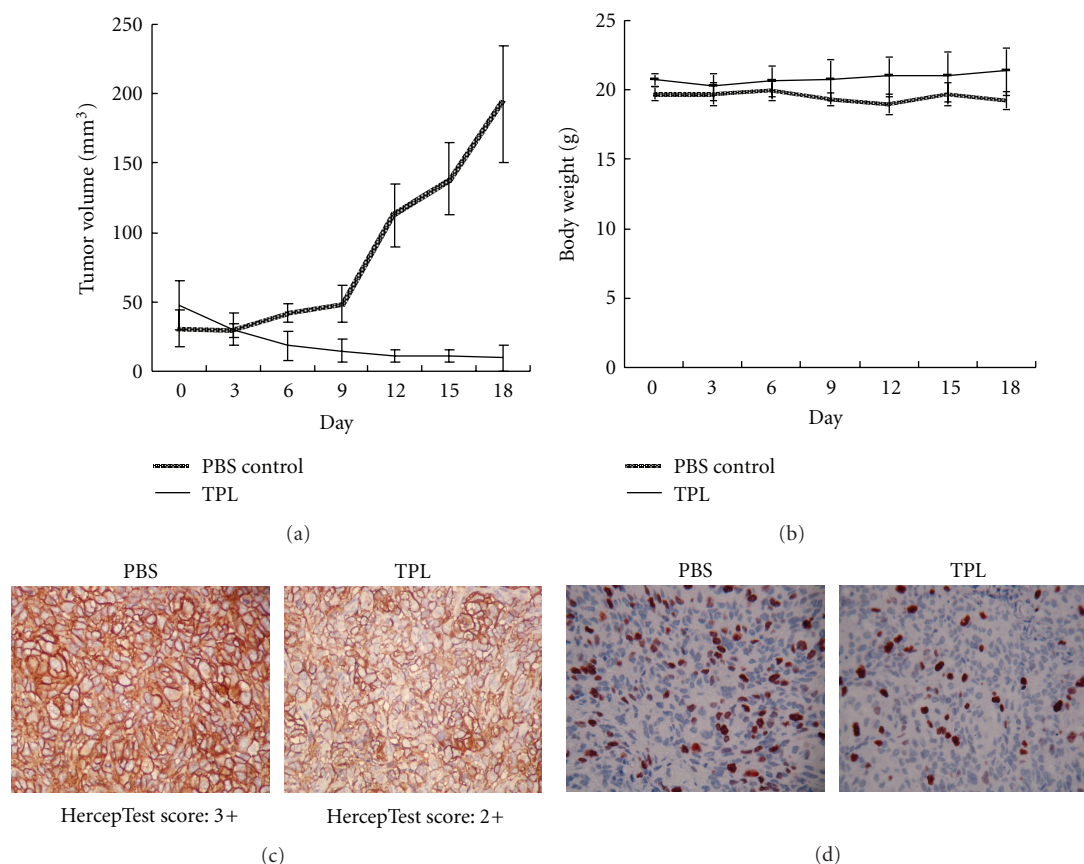 250
200
150
100
50
0
Tumor volume (mm³)
0 3 6 9 12 15 18
Day
PBS control
TPL
(a)
25
20
15
10
5
0
Body weight (g)
0 3 6 9 12 15 18
Day
PBS control
TPL
(b)
PBS TPL
HercepTest score: 3+ HercepTest score: 2+
(c)
PBS TPL
(d)